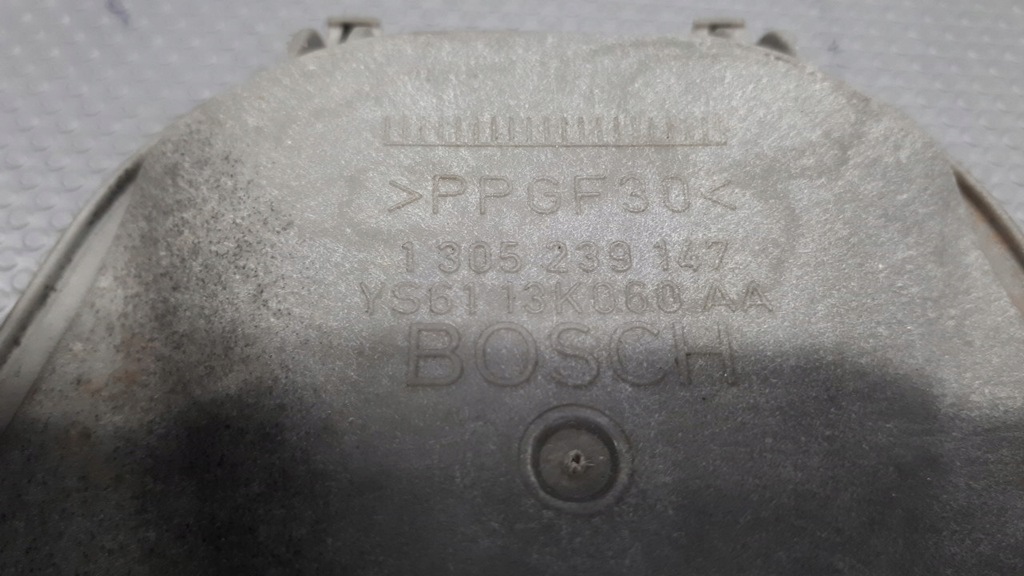 >PPGF30<
1 305 239 147
YS61 13K060 AA
BOSCH